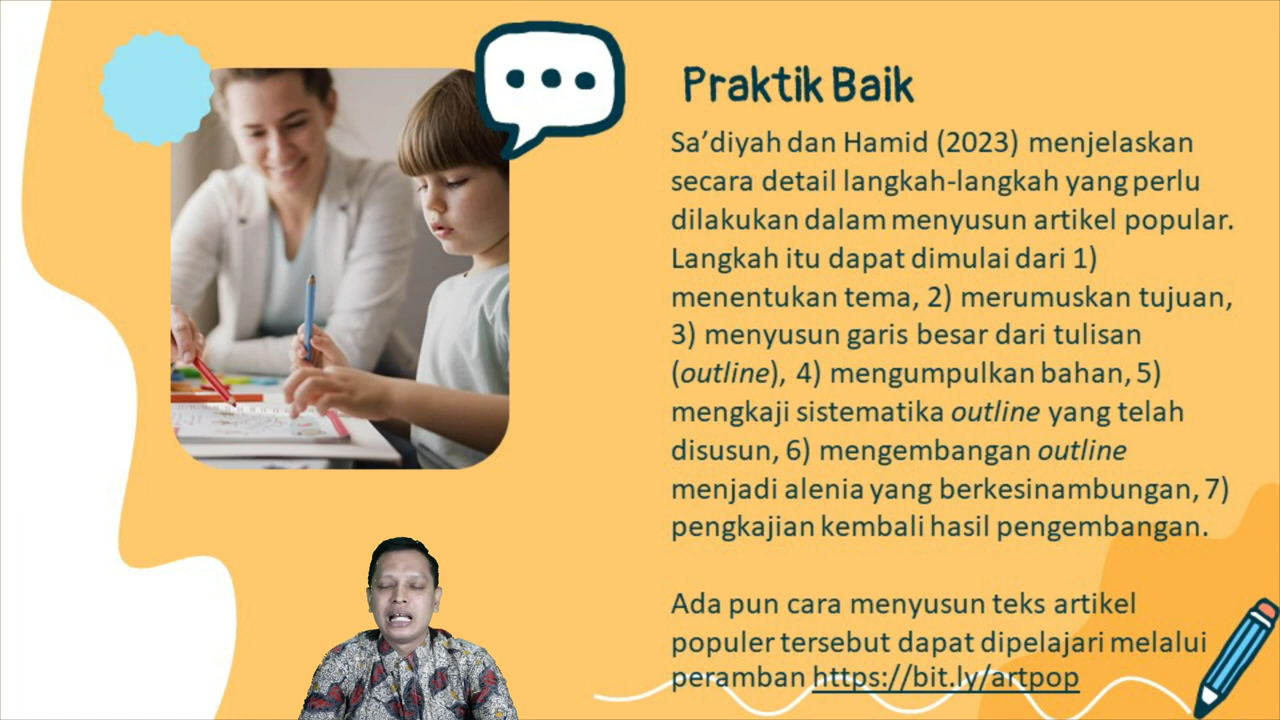 Praktik Baik
Sa’diyah dan Hamid (2023) menjelaskan
secara detail langkah-langkah yang perlu
dilakukan dalam menyusun artikel popular.
Langkah itu dapat dimulai dari 1)
menentukan tema, 2) merumuskan tujuan,
3) menyusun garis besar dari tulisan
(outline), 4) mengumpulkan bahan, 5)
mengkaji sistematika outline yang telah
disusun, 6) mengembangan outline
menjadi alenia yang berkesinambungan, 7)
pengkajian kembali hasil pengembangan.
Ada pun cara menyusun teks artikel
populer tersebut dapat dipelajari melalui
peramban https://bit.ly/artpop